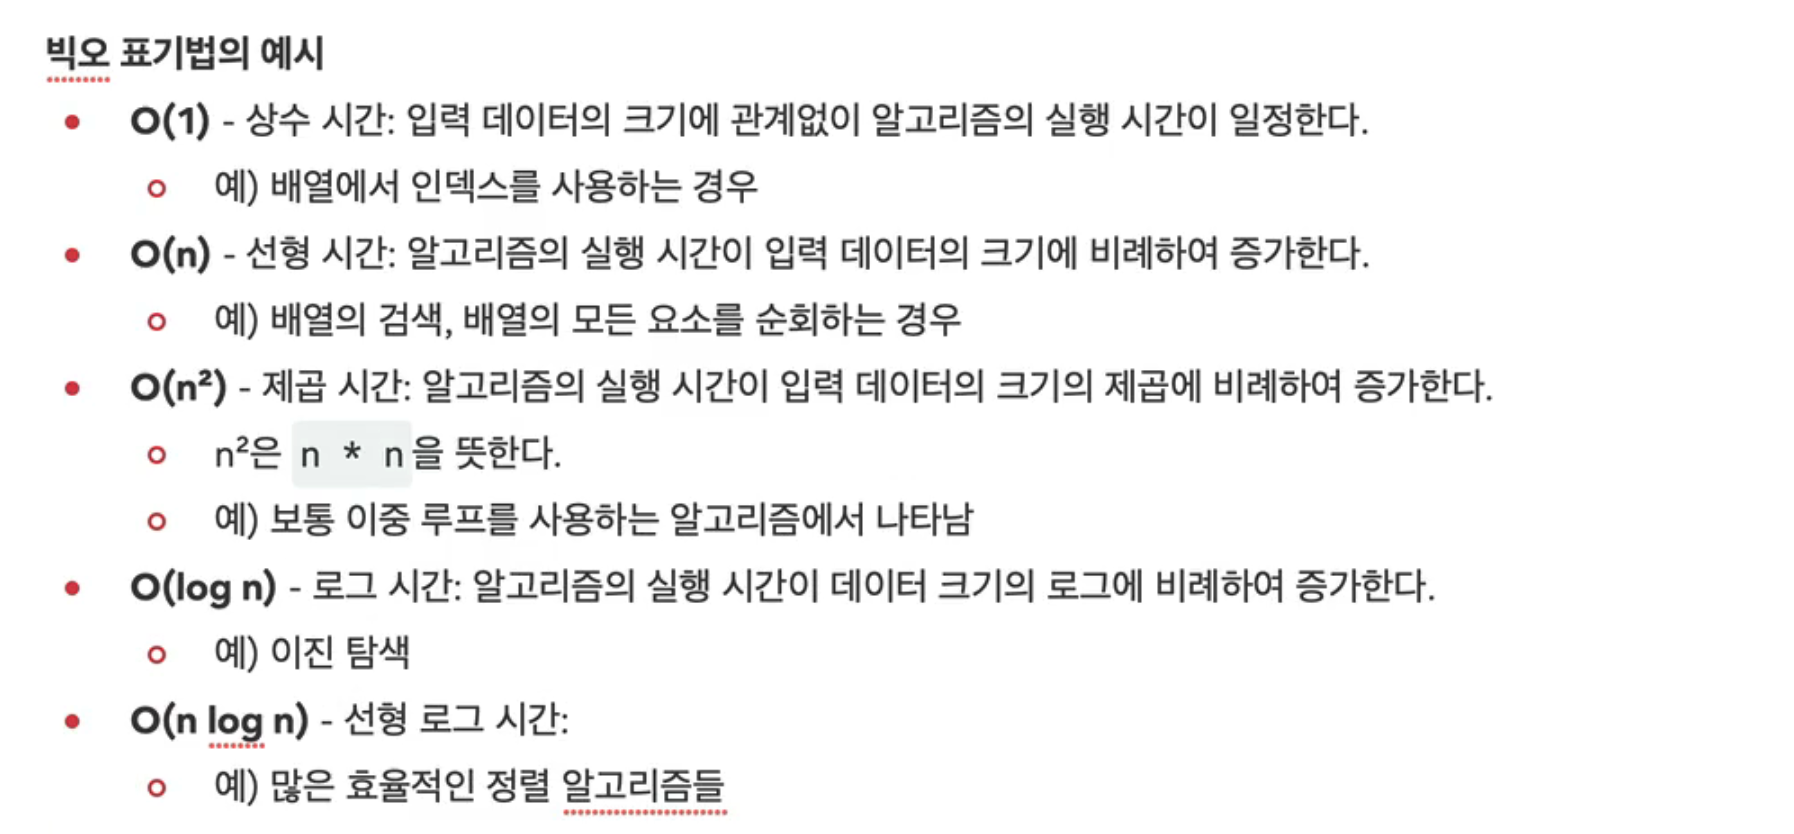 빅오 표기법의 예시
• O(1) - 상수 시간: 입력 데이터의 크기에 관계없이 알고리즘의 실행 시간이 일정한다.
○ 예) 배열에서 인덱스를 사용하는 경우
• O(n) - 선형 시간: 알고리즘의 실행 시간이 입력 데이터의 크기에 비례하여 증가한다.
○ 예) 배열의 검색, 배열의 모든 요소를 순회하는 경우
• O(n²) - 제곱 시간: 알고리즘의 실행 시간이 입력 데이터의 크기의 제곱에 비례하여 증가한다.
○ n²은 n * n을 뜻한다.
○ 예) 보통 이중 루프를 사용하는 알고리즘에서 나타남
• O(log n) - 로그 시간: 알고리즘의 실행 시간이 데이터 크기의 로그에 비례하여 증가한다.
○ 예) 이진 탐색
• O(n log n) - 선형 로그 시간:
○ 예) 많은 효율적인 정렬 알고리즘들